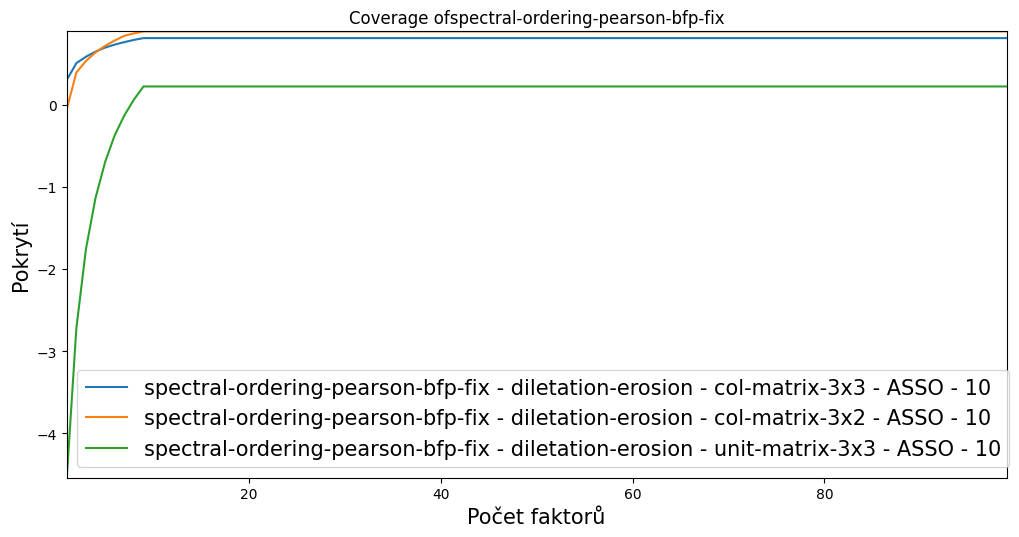 Coverage ofspectral-ordering-pearson-bfp-fix
Pokrytí
0
−1
−2
−3
−4
spectral-ordering-pearson-bfp-fix - diletation-erosion - col-matrix-3x3 - ASSO - 10
spectral-ordering-pearson-bfp-fix - diletation-erosion - col-matrix-3x2 - ASSO - 10
spectral-ordering-pearson-bfp-fix - diletation-erosion - unit-matrix-3x3 - ASSO - 10
20 40 60 80
Počet faktorů